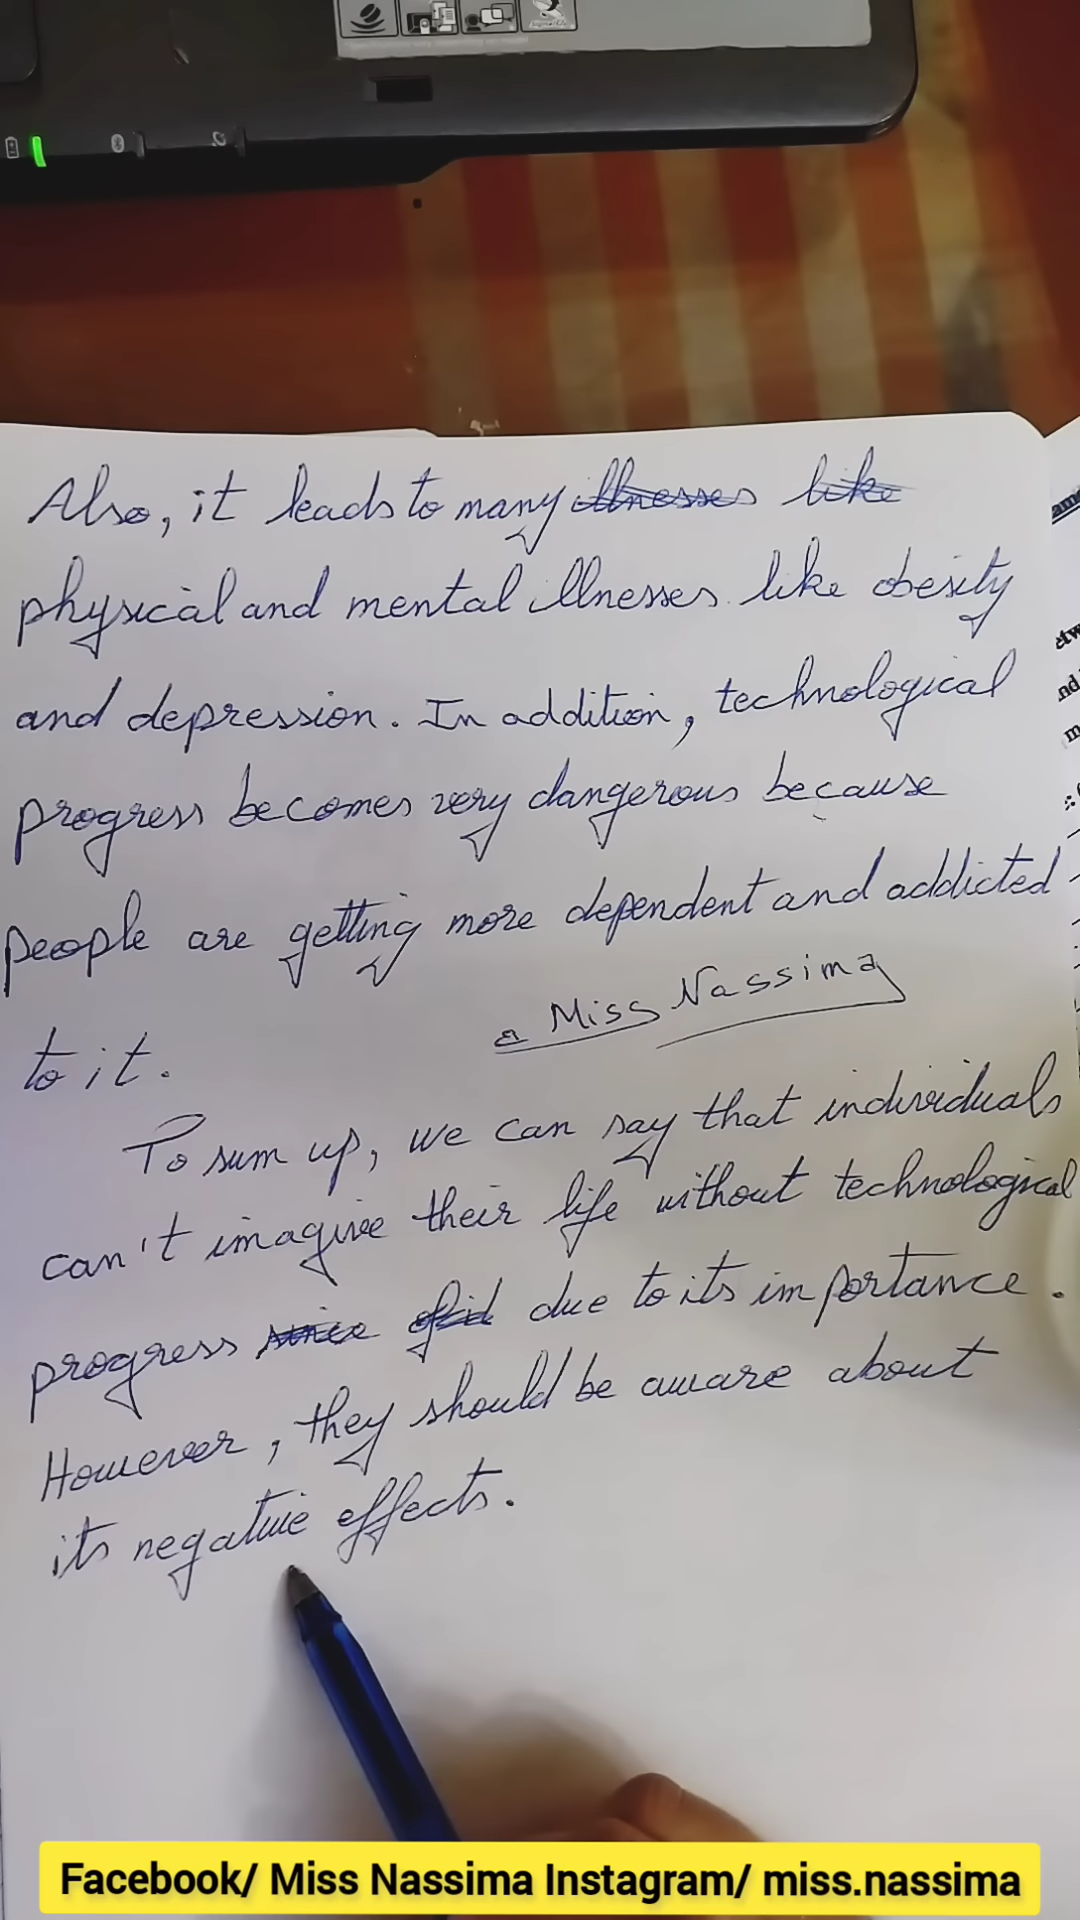 Also, it leads to many illnesses like
physical and mental illnesses like obesity
and depression. In addition, technological
progress becomes very dangerous because
people are getting more dependent and addicted
Miss Nassima
to it.
To sum up, we can say that individuals
can't imagine their life without technological
progress since due to its importance.
However, they should be aware about
its negative effects.
Facebook/ Miss Nassima Instagram/ miss.nassima